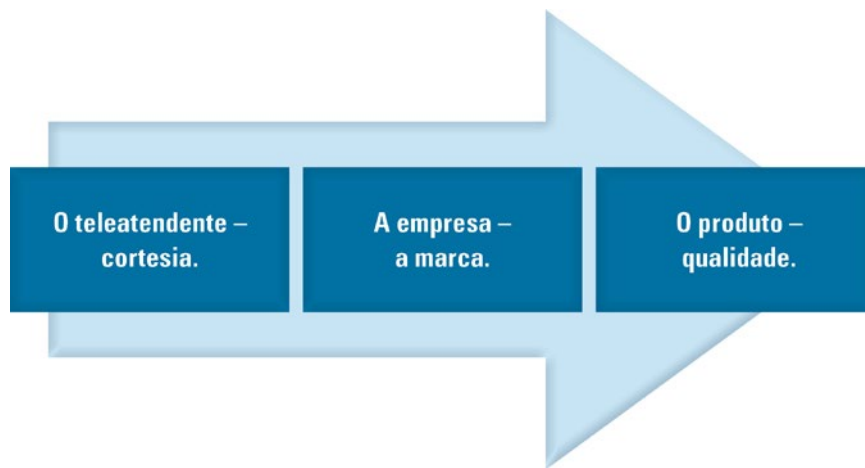 O teleatendente –
cortesia.
A empresa –
a marca.
O produto –
qualidade.